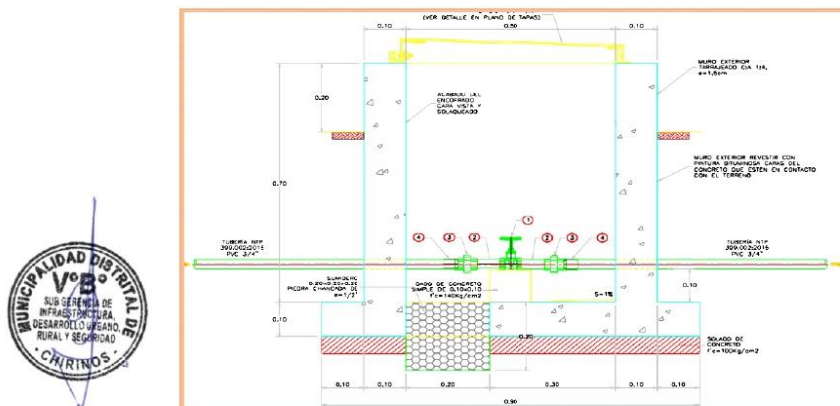 (VER DETALLE EN PLANO DE TAPAS)
0.10
0.50
0.10
MURO EXTERIOR
TARRAJEADO C/A 1:4,
e=1.5cm
0.20
ACABADO DEL
ENCOFRADO
CARA VISTA Y
SOLAQUEADO
MURO EXTERIOR REVESTIR CON
PINTURA BITUMINOSA CARAS DEL
CONCRETO QUE ESTEN EN CONTACTO
CON EL TERRENO
0.70
1
4
3
2
2
3
4
TUBERÍA NTP
399.002:2015
PVC 3/4"
TUBERÍA NTP
399.002:2015
PVC 3/4"
SUMIDERO
0.20x0.20x0.20
PIEDRA CHANCADA DE
e=1/2"
DADO DE CONCRETO
SIMPLE DE 0.10x0.10
f'c=140Kg/cm2
S=1%
0.10
0.10
0.20
SOLADO DE
CONCRETO
f'c=100Kg/cm2
0.10
0.10
0.20
0.30
0.10
0.10
0.90
MUNICIPALIDAD DISTRITAL DE
V°B°
SUB GERENCIA DE
INFRAESTRUCTURA,
DESARROLLO URBANO,
RURAL Y SEGURIDAD
- CHIRINOS -